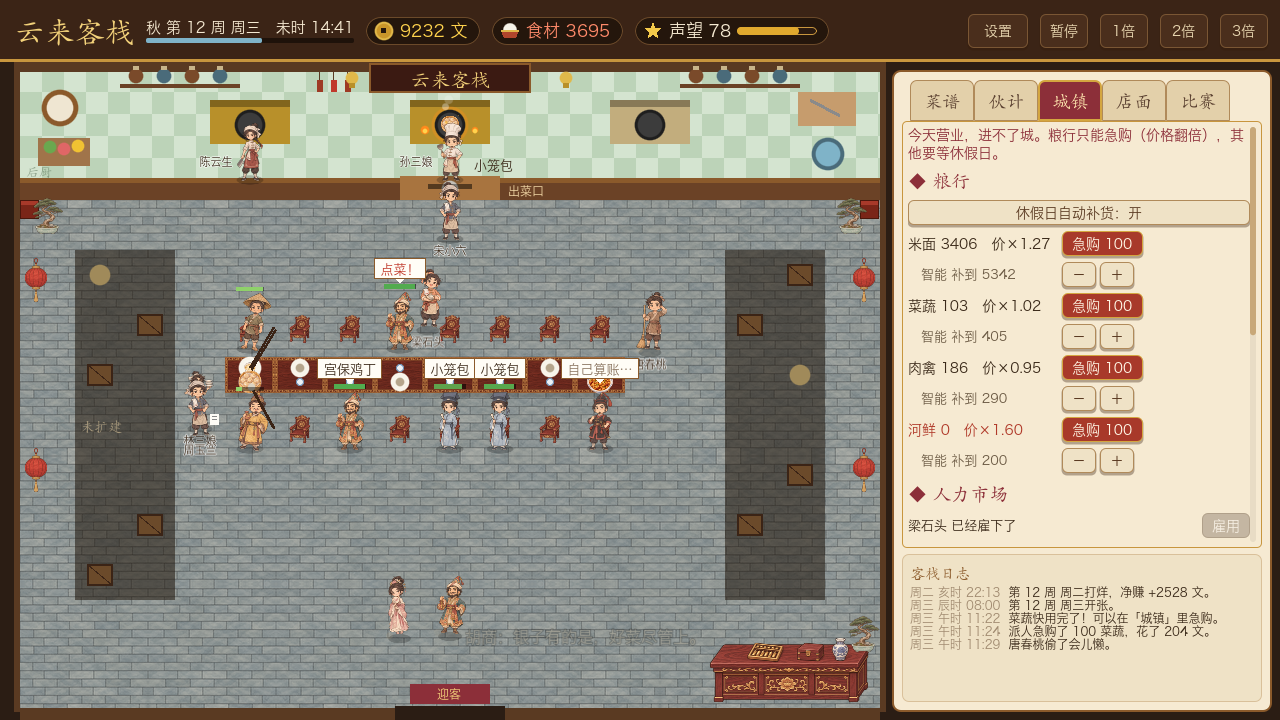 云来客栈
秋 第 12 周 周三 未时 14:41
9232 文
食材 3695
声望 78
设置
暂停
1倍
2倍
3倍
云来客栈
后厨
陈云生
孙三娘
小笼包
出菜口
点菜！
宫保鸡丁
小笼包
小笼包
自己算账…
未扩建
迎客
菜谱
伙计
城镇
店面
比赛
今天营业，进不了城。粮行只能急购（价格翻倍），其
他要等休假日。
◆ 粮行
休假日自动补货：开
米面 3406 价×1.27 急购 100
智能 补到 5342 − +
菜蔬 103 价×1.02 急购 100
智能 补到 405 − +
肉禽 186 价×0.95 急购 100
智能 补到 290 − +
河鲜 0 价×1.60 急购 100
智能 补到 200 − +
◆ 人力市场
梁石头 已经雇下了 雇用
客栈日志
周二 亥时 22:13 第 12 周 周二打烊，净赚 +2528 文。
周三 辰时 08:00 第 12 周 周三开张。
周三 午时 11:22 菜蔬快用完了！可以在「城镇」里急购。
周三 午时 11:24 派人急购了 100 菜蔬，花了 204 文。
周三 午时 11:29 唐春桃偷了会儿懒。